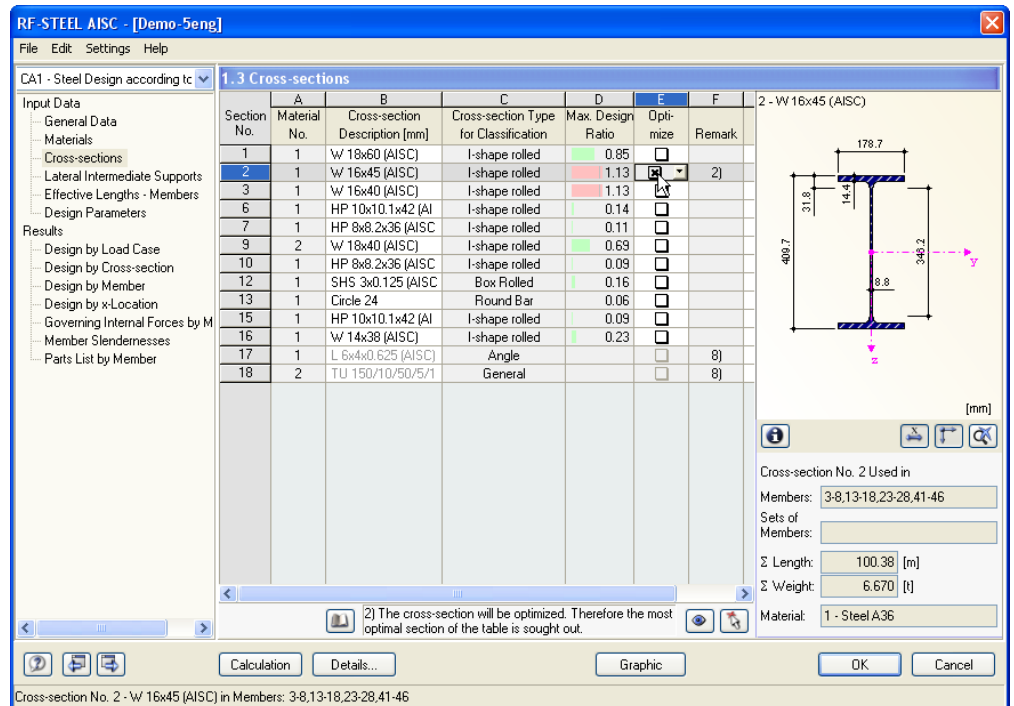 RF-STEEL AISC - [Demo-5eng]
File Edit Settings Help
CA1 - Steel Design according tc
Input Data
General Data
Materials
Cross-sections
Lateral Intermediate Supports
Effective Lengths - Members
Design Parameters
Results
Design by Load Case
Design by Cross-section
Design by Member
Design by x-Location
Governing Internal Forces by M
Member Slendernesses
Parts List by Member
1.3 Cross-sections
A B C D E F
Section Material Cross-section Cross-section Type Max. Design Opti-
No. No. Description [mm] for Classification Ratio mize Remark
1 1 W 18x60 (AISC) I-shape rolled 0.85
2 1 W 16x45 (AISC) I-shape rolled 1.13 2)
3 1 W 16x40 (AISC) I-shape rolled 1.13
6 1 HP 10x10.1x42 (AI I-shape rolled 0.14
7 1 HP 8x8.2x36 (AISC I-shape rolled 0.11
9 2 W 18x40 (AISC) I-shape rolled 0.69
10 1 HP 8x8.2x36 (AISC I-shape rolled 0.09
12 1 SHS 3x0.125 (AISC Box Rolled 0.16
13 1 Circle 24 Round Bar 0.06
15 1 HP 10x10.1x42 (AI I-shape rolled 0.09
16 1 W 14x38 (AISC) I-shape rolled 0.23
17 1 L 6x4x0.625 (AISC) Angle 8)
18 2 TU 150/10/50/5/1 General 8)
2) The cross-section will be optimized. Therefore the most
optimal section of the table is sought out.
2 - W 16x45 (AISC)
178.7
31.8
14.4
409.7
346.2
8.8
y
z
[mm]
Cross-section No. 2 Used in
Members: 3-8,13-18,23-28,41-46
Sets of
Members:
Σ Length: 100.38 [m]
Σ Weight: 6.670 [t]
Material: 1 - Steel A36
Calculation Details... Graphic OK Cancel
Cross-section No. 2 - W 16x45 (AISC) in Members: 3-8,13-18,23-28,41-46